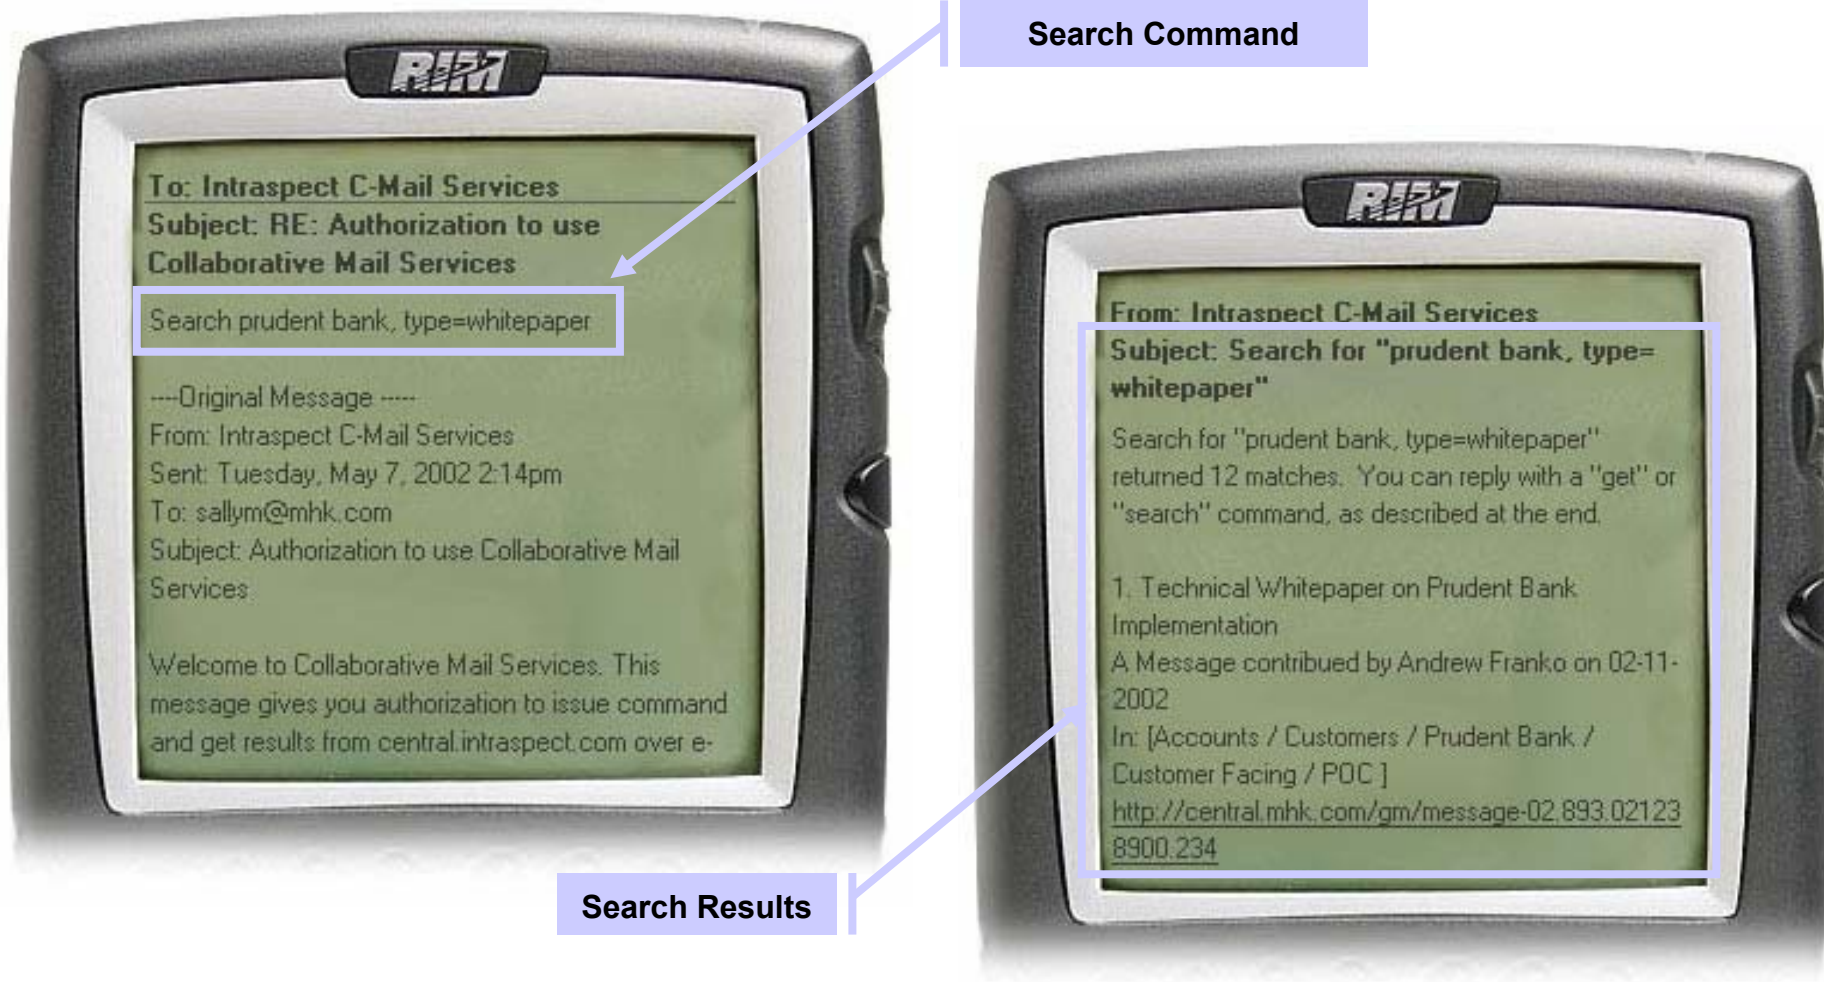 Search Command
RIM
To: Intraspect C-Mail Services
Subject: RE: Authorization to use
Collaborative Mail Services
Search prudent bank, type=whitepaper
----Original Message -----
From: Intraspect C-Mail Services
Sent: Tuesday, May 7, 2002 2:14pm
To: sallym@mhk.com
Subject: Authorization to use Collaborative Mail
Services
Welcome to Collaborative Mail Services. This
message gives you authorization to issue command
and get results from central.intraspect.com over e-
RIM
From: Intraspect C-Mail Services
Subject: Search for "prudent bank, type=
whitepaper"
Search for "prudent bank, type=whitepaper"
returned 12 matches. You can reply with a "get" or
"search" command, as described at the end.
1. Technical Whitepaper on Prudent Bank
Implementation
A Message contribued by Andrew Franko on 02-11-
2002
In: [Accounts / Customers / Prudent Bank /
Customer Facing / POC ]
http://central.mhk.com/gm/message-02.893.02123
8900.234
Search Results